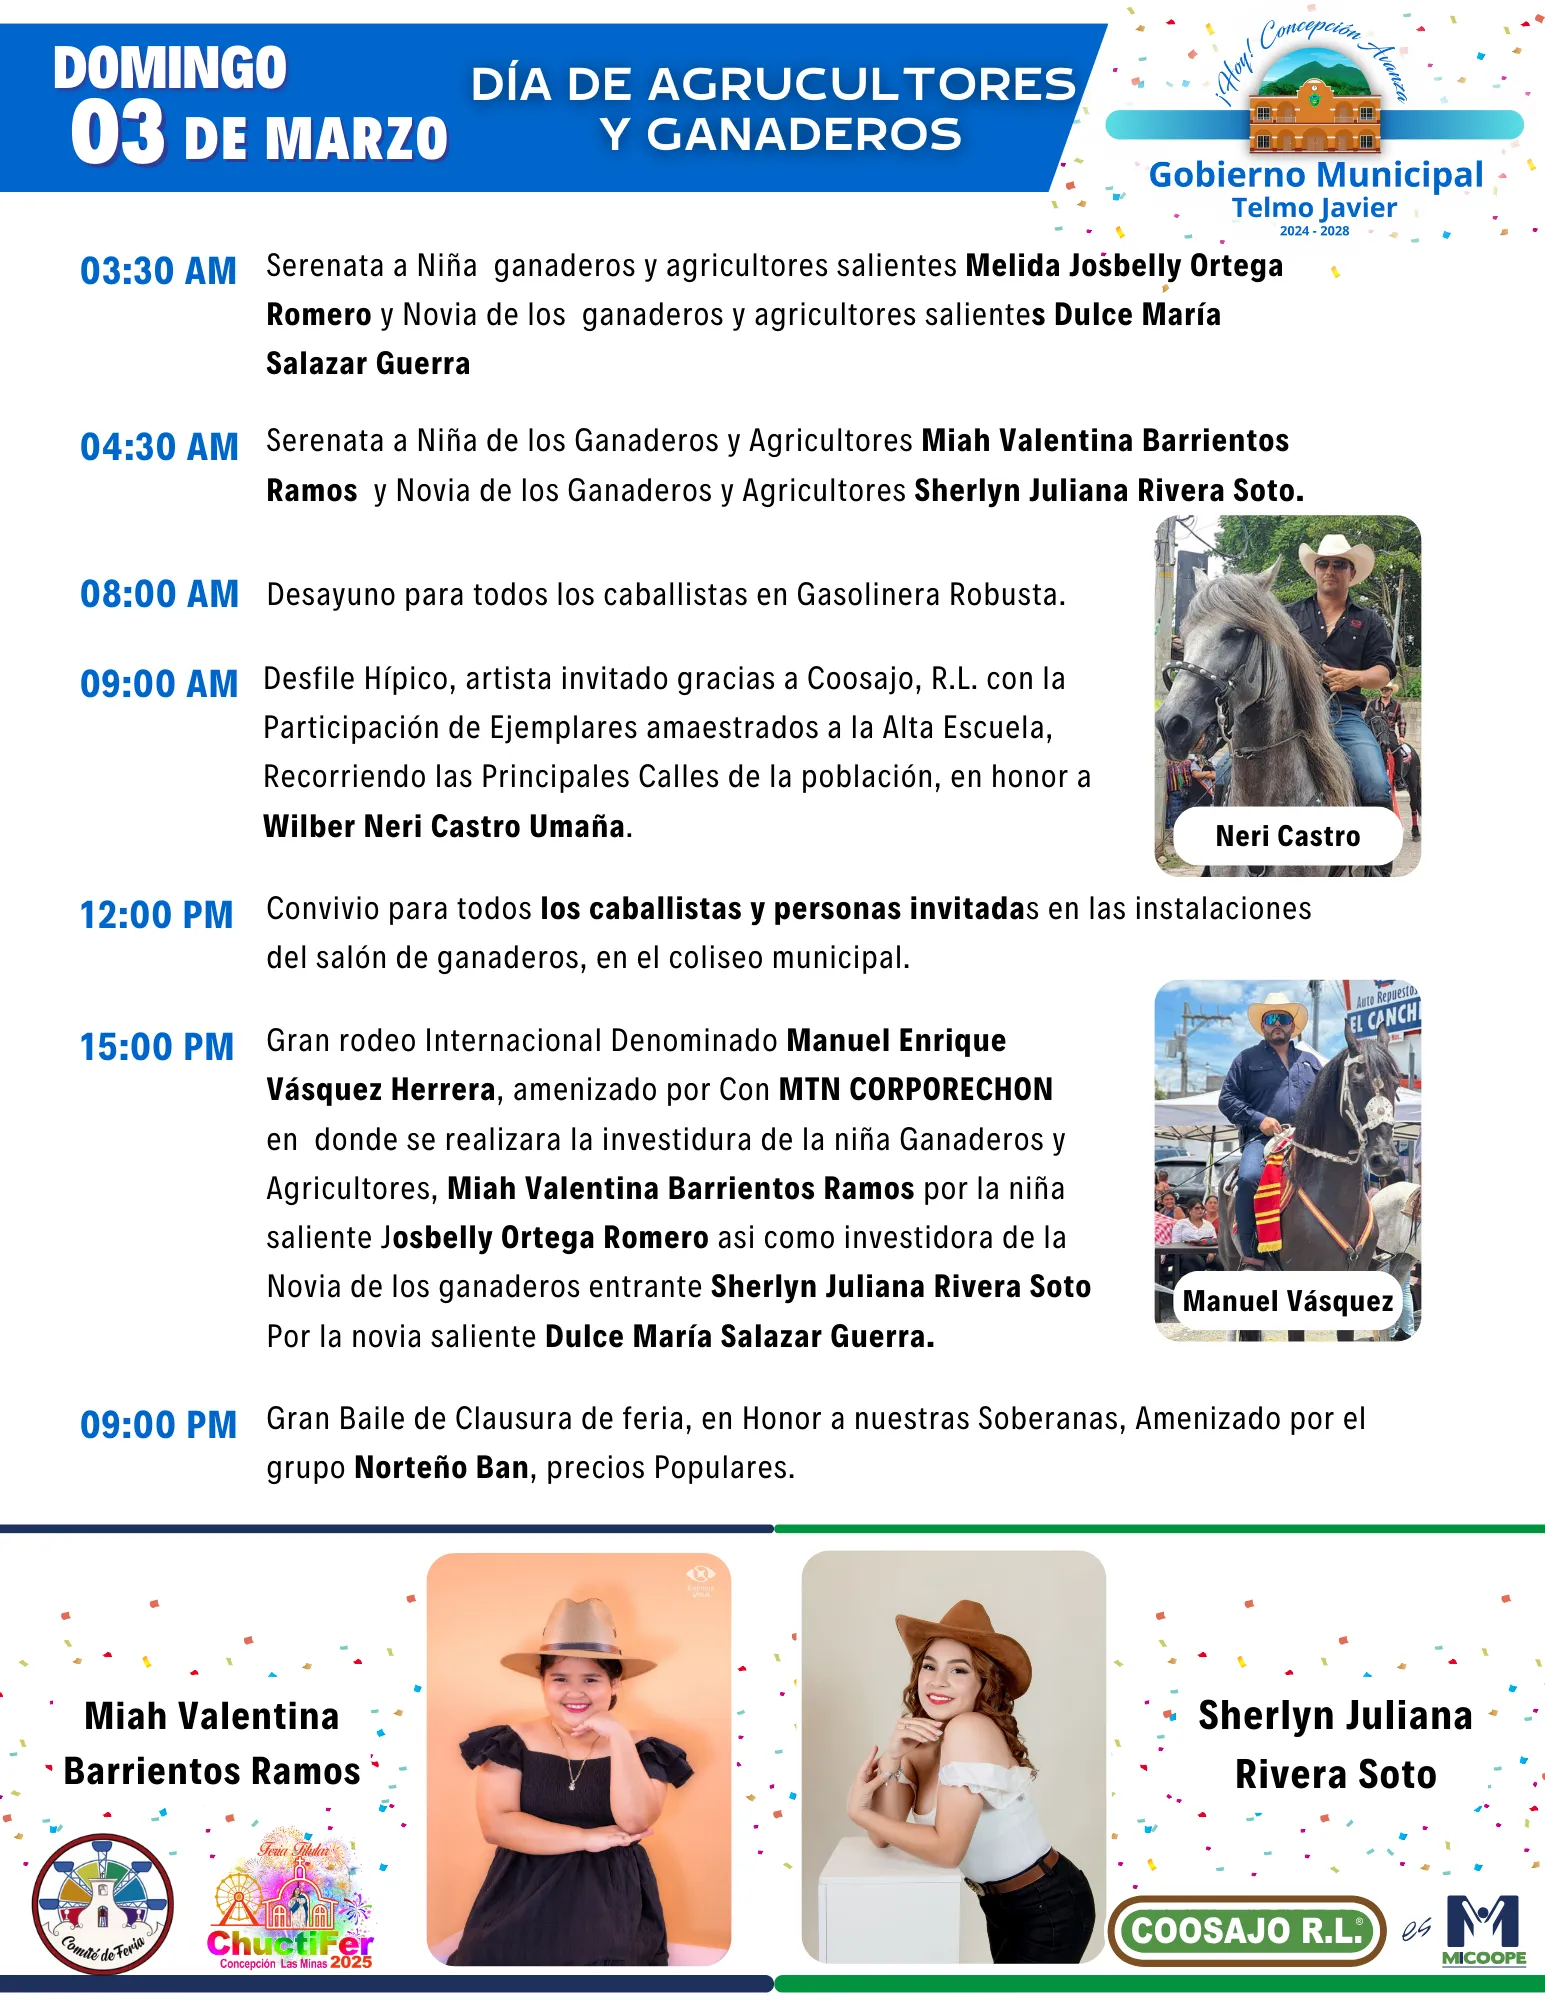 DOMINGO
03 DE MARZO
DÍA DE AGRUCULTORES
Y GANADEROS
¡Hoy! Concepción Avanza
Gobierno Municipal
Telmo Javier
2024 - 2028
03:30 AM
Serenata a Niña ganaderos y agricultores salientes Melida Josbelly Ortega
Romero y Novia de los ganaderos y agricultores salientes Dulce María
Salazar Guerra
04:30 AM
Serenata a Niña de los Ganaderos y Agricultores Miah Valentina Barrientos
Ramos y Novia de los Ganaderos y Agricultores Sherlyn Juliana Rivera Soto.
08:00 AM
Desayuno para todos los caballistas en Gasolinera Robusta.
09:00 AM
Desfile Hípico, artista invitado gracias a Coosajo, R.L. con la
Participación de Ejemplares amaestrados a la Alta Escuela,
Recorriendo las Principales Calles de la población, en honor a
Wilber Neri Castro Umaña.
Neri Castro
12:00 PM
Convivio para todos los caballistas y personas invitadas en las instalaciones
del salón de ganaderos, en el coliseo municipal.
15:00 PM
Gran rodeo Internacional Denominado Manuel Enrique
Vásquez Herrera, amenizado por Con MTN CORPORECHON
en donde se realizara la investidura de la niña Ganaderos y
Agricultores, Miah Valentina Barrientos Ramos por la niña
saliente Josbelly Ortega Romero asi como investidora de la
Novia de los ganaderos entrante Sherlyn Juliana Rivera Soto
Por la novia saliente Dulce María Salazar Guerra.
Auto Repuestos
EL CANCH
Manuel Vásquez
09:00 PM
Gran Baile de Clausura de feria, en Honor a nuestras Soberanas, Amenizado por el
grupo Norteño Ban, precios Populares.
Miah Valentina
Barrientos Ramos
Sherlyn Juliana
Rivera Soto
Comité de Feria
Feria Titular
ChuctiFer
Concepción Las Minas 2025
COOSAJO R.L.®
es
MICOOPE